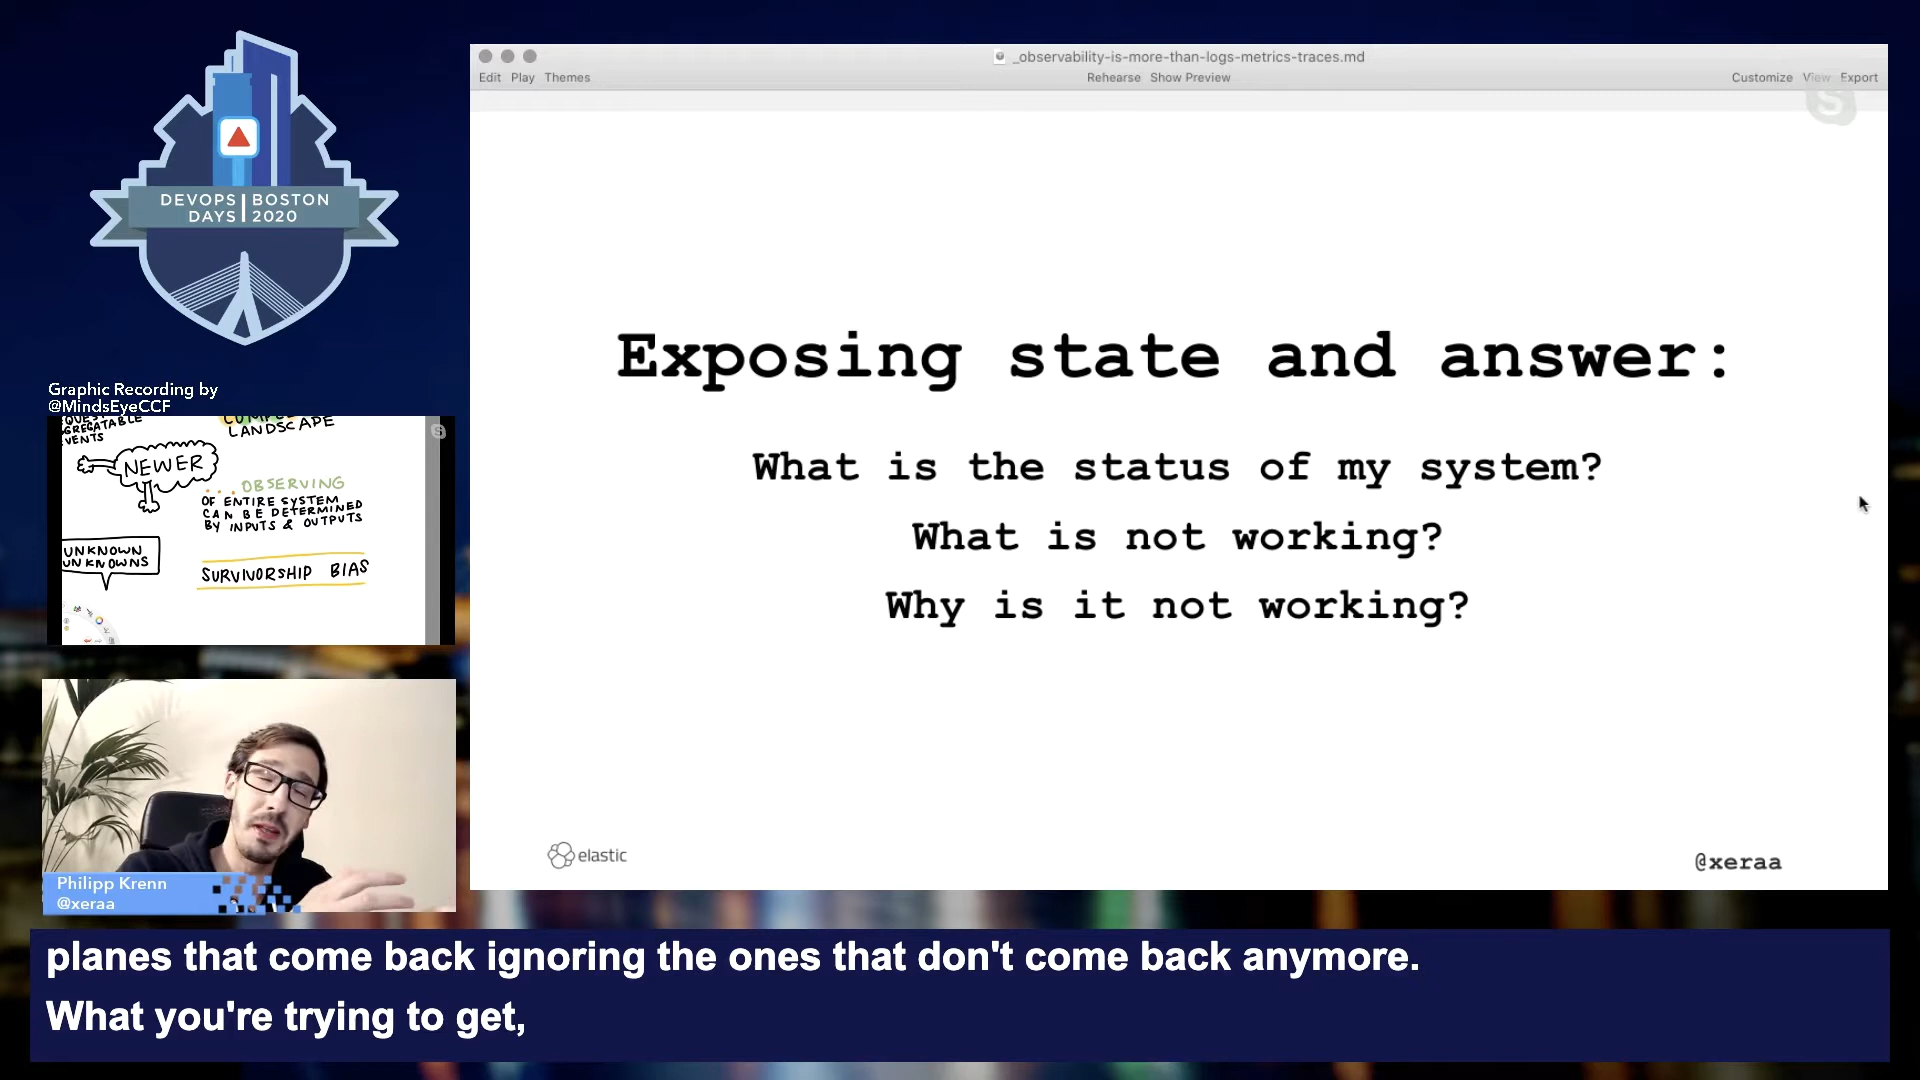 DEVOPS BOSTON
DAYS 2020
Graphic Recording by
@MindsEyeCCF
LANDSCAPE
NEWER
...OBSERVING
OF ENTIRE SYSTEM
CAN BE DETERMINED
BY INPUTS & OUTPUTS
UNKNOWN
UNKNOWNS
SURVIVORSHIP BIAS
Philipp Krenn
@xeraa
_observability-is-more-than-logs-metrics-traces.md
Edit Play Themes Rehearse Show Preview Customize View Export
Exposing state and answer:
What is the status of my system?
What is not working?
Why is it not working?
elastic
@xeraa
planes that come back ignoring the ones that don't come back anymore.
What you're trying to get,